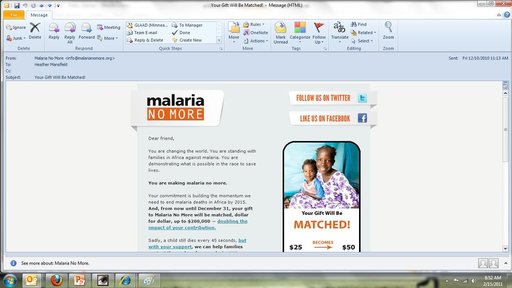 Your Gift Will Be Matched! - Message (HTML)
File
Message
Ignore
Junk
Delete
Reply
Reply All
Forward
Meeting
More
GLAAD (Minnea...
To Manager
Team E-mail
Done
Reply & Delete
Create New
Move
Rules
OneNote
Actions
Mark Unread
Categorize
Follow Up
Translate
Find
Related
Select
Zoom
Delete
Respond
Quick Steps
Move
Tags
Editing
Zoom
From: Malaria No More <info@malarianomore.org>
Sent: Fri 12/10/2010 11:13 AM
To: Heather Mansfield
Cc:
Subject: Your Gift Will Be Matched!
malaria
NO MORE
FOLLOW US ON TWITTER
LIKE US ON FACEBOOK
Dear friend,
You are changing the world. You are standing with
families in Africa against malaria. You are
demonstrating what is possible in the race to save
lives.
You are making malaria no more.
Your commitment is building the momentum we
need to end malaria deaths in Africa by 2015.
And, from now until December 31, your gift
to Malaria No More will be matched, dollar
for dollar, up to $200,000 — doubling the
impact of your contribution.
Sadly, a child still dies every 45 seconds, but
with your support, we can help families
Your Gift Will Be
MATCHED!
BECOMES
$25 $50
See more about: Malaria No More.
8:52 AM
2/15/2011